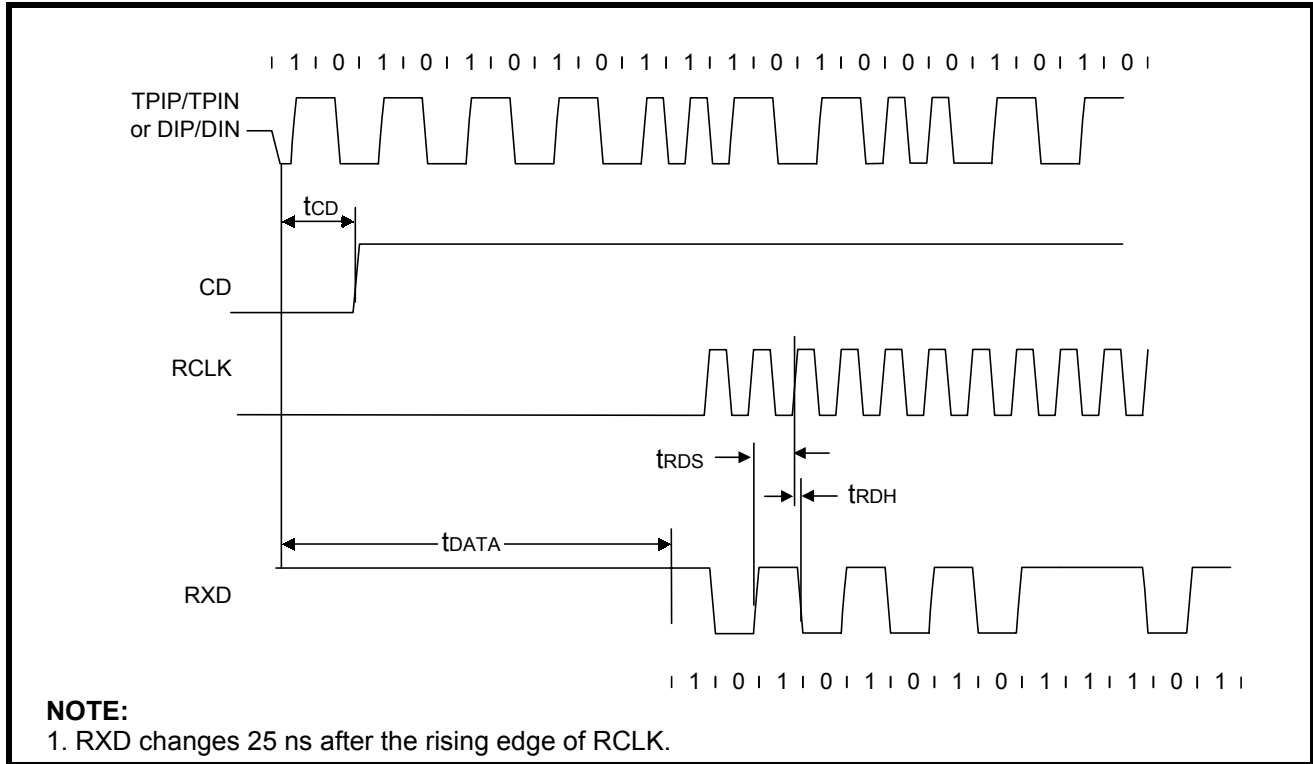 1 0 1 0 1 0 1 0 1 1 1 0 1 0 0 0 1 0 1 0
TPIP/TPIN
or DIP/DIN
tCD
CD
RCLK
tRDS
tRDH
tDATA
RXD
1 0 1 0 1 0 1 0 1 1 1 0 1
NOTE:
1. RXD changes 25 ns after the rising edge of RCLK.